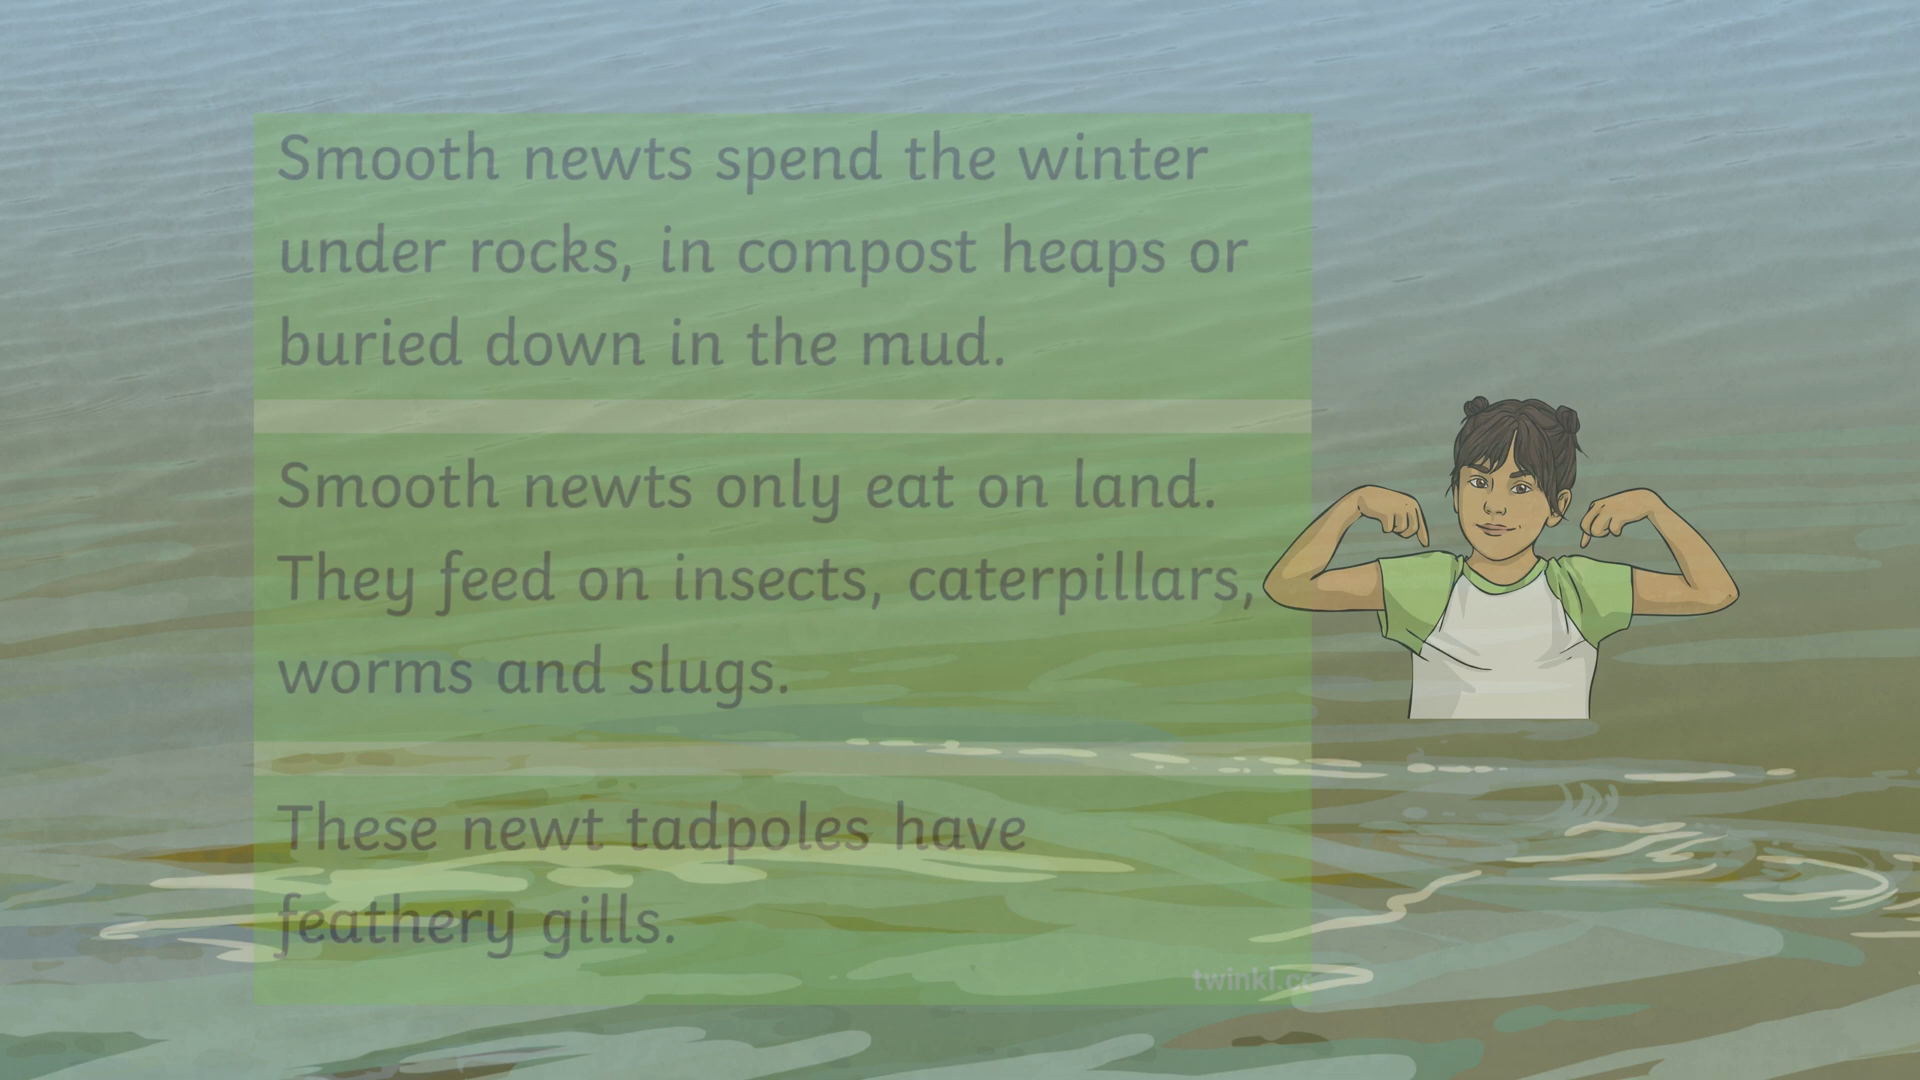 Smooth newts spend the winter
under rocks, in compost heaps or
buried down in the mud.
Smooth newts only eat on land.
They feed on insects, caterpillars,
worms and slugs.
These newt tadpoles have
feathery gills.